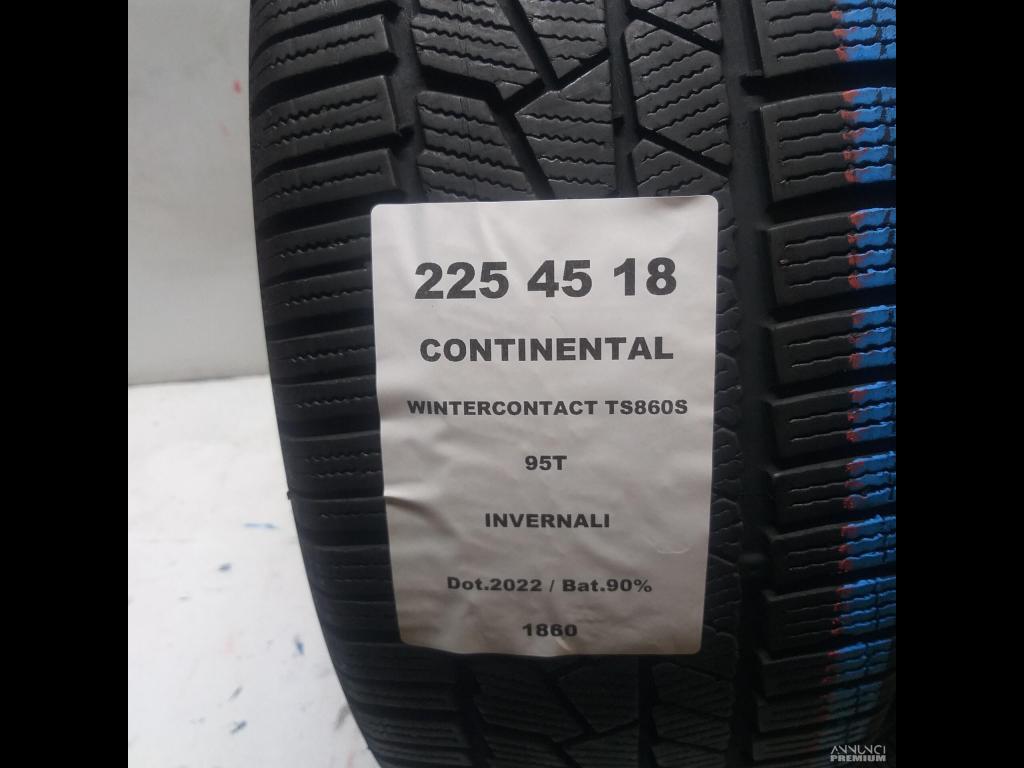 225 45 18
CONTINENTAL
WINTERCONTACT TS860S
95T
INVERNALI
Dot.2022 / Bat.90%
1860
ANNUNCI
PREMIUM